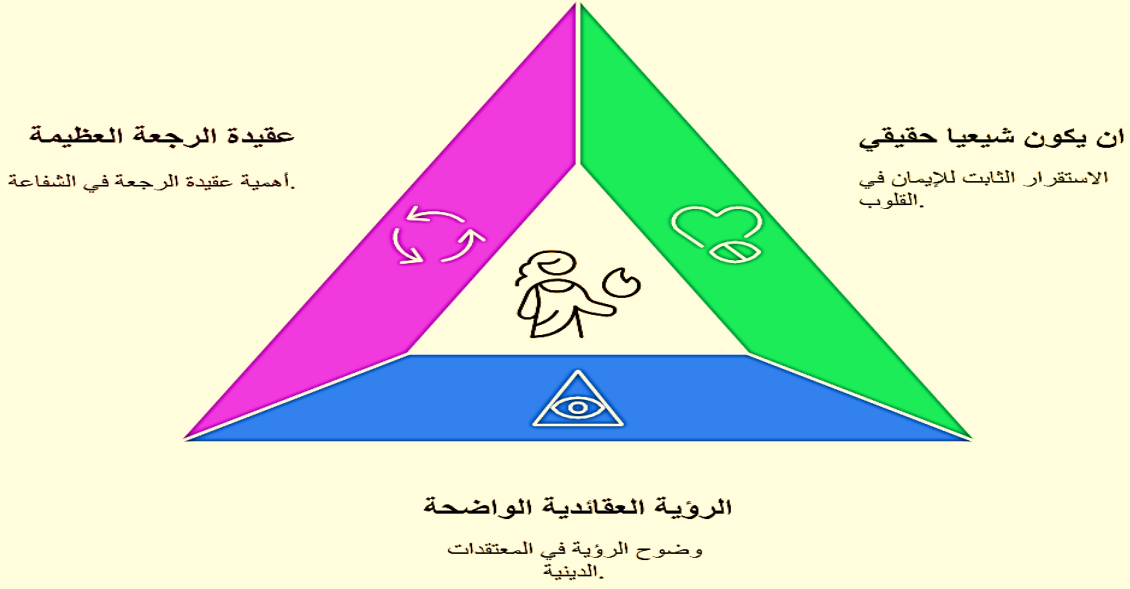 ان يكون شيعيا حقيقي
الاستقرار الثابت للإيمان في
القلوب.
عقيدة الرجعة العظيمة
أهمية عقيدة الرجعة في الشفاعة.
الرؤية العقائدية الواضحة
وضوح الرؤية في المعتقدات
الدينية.